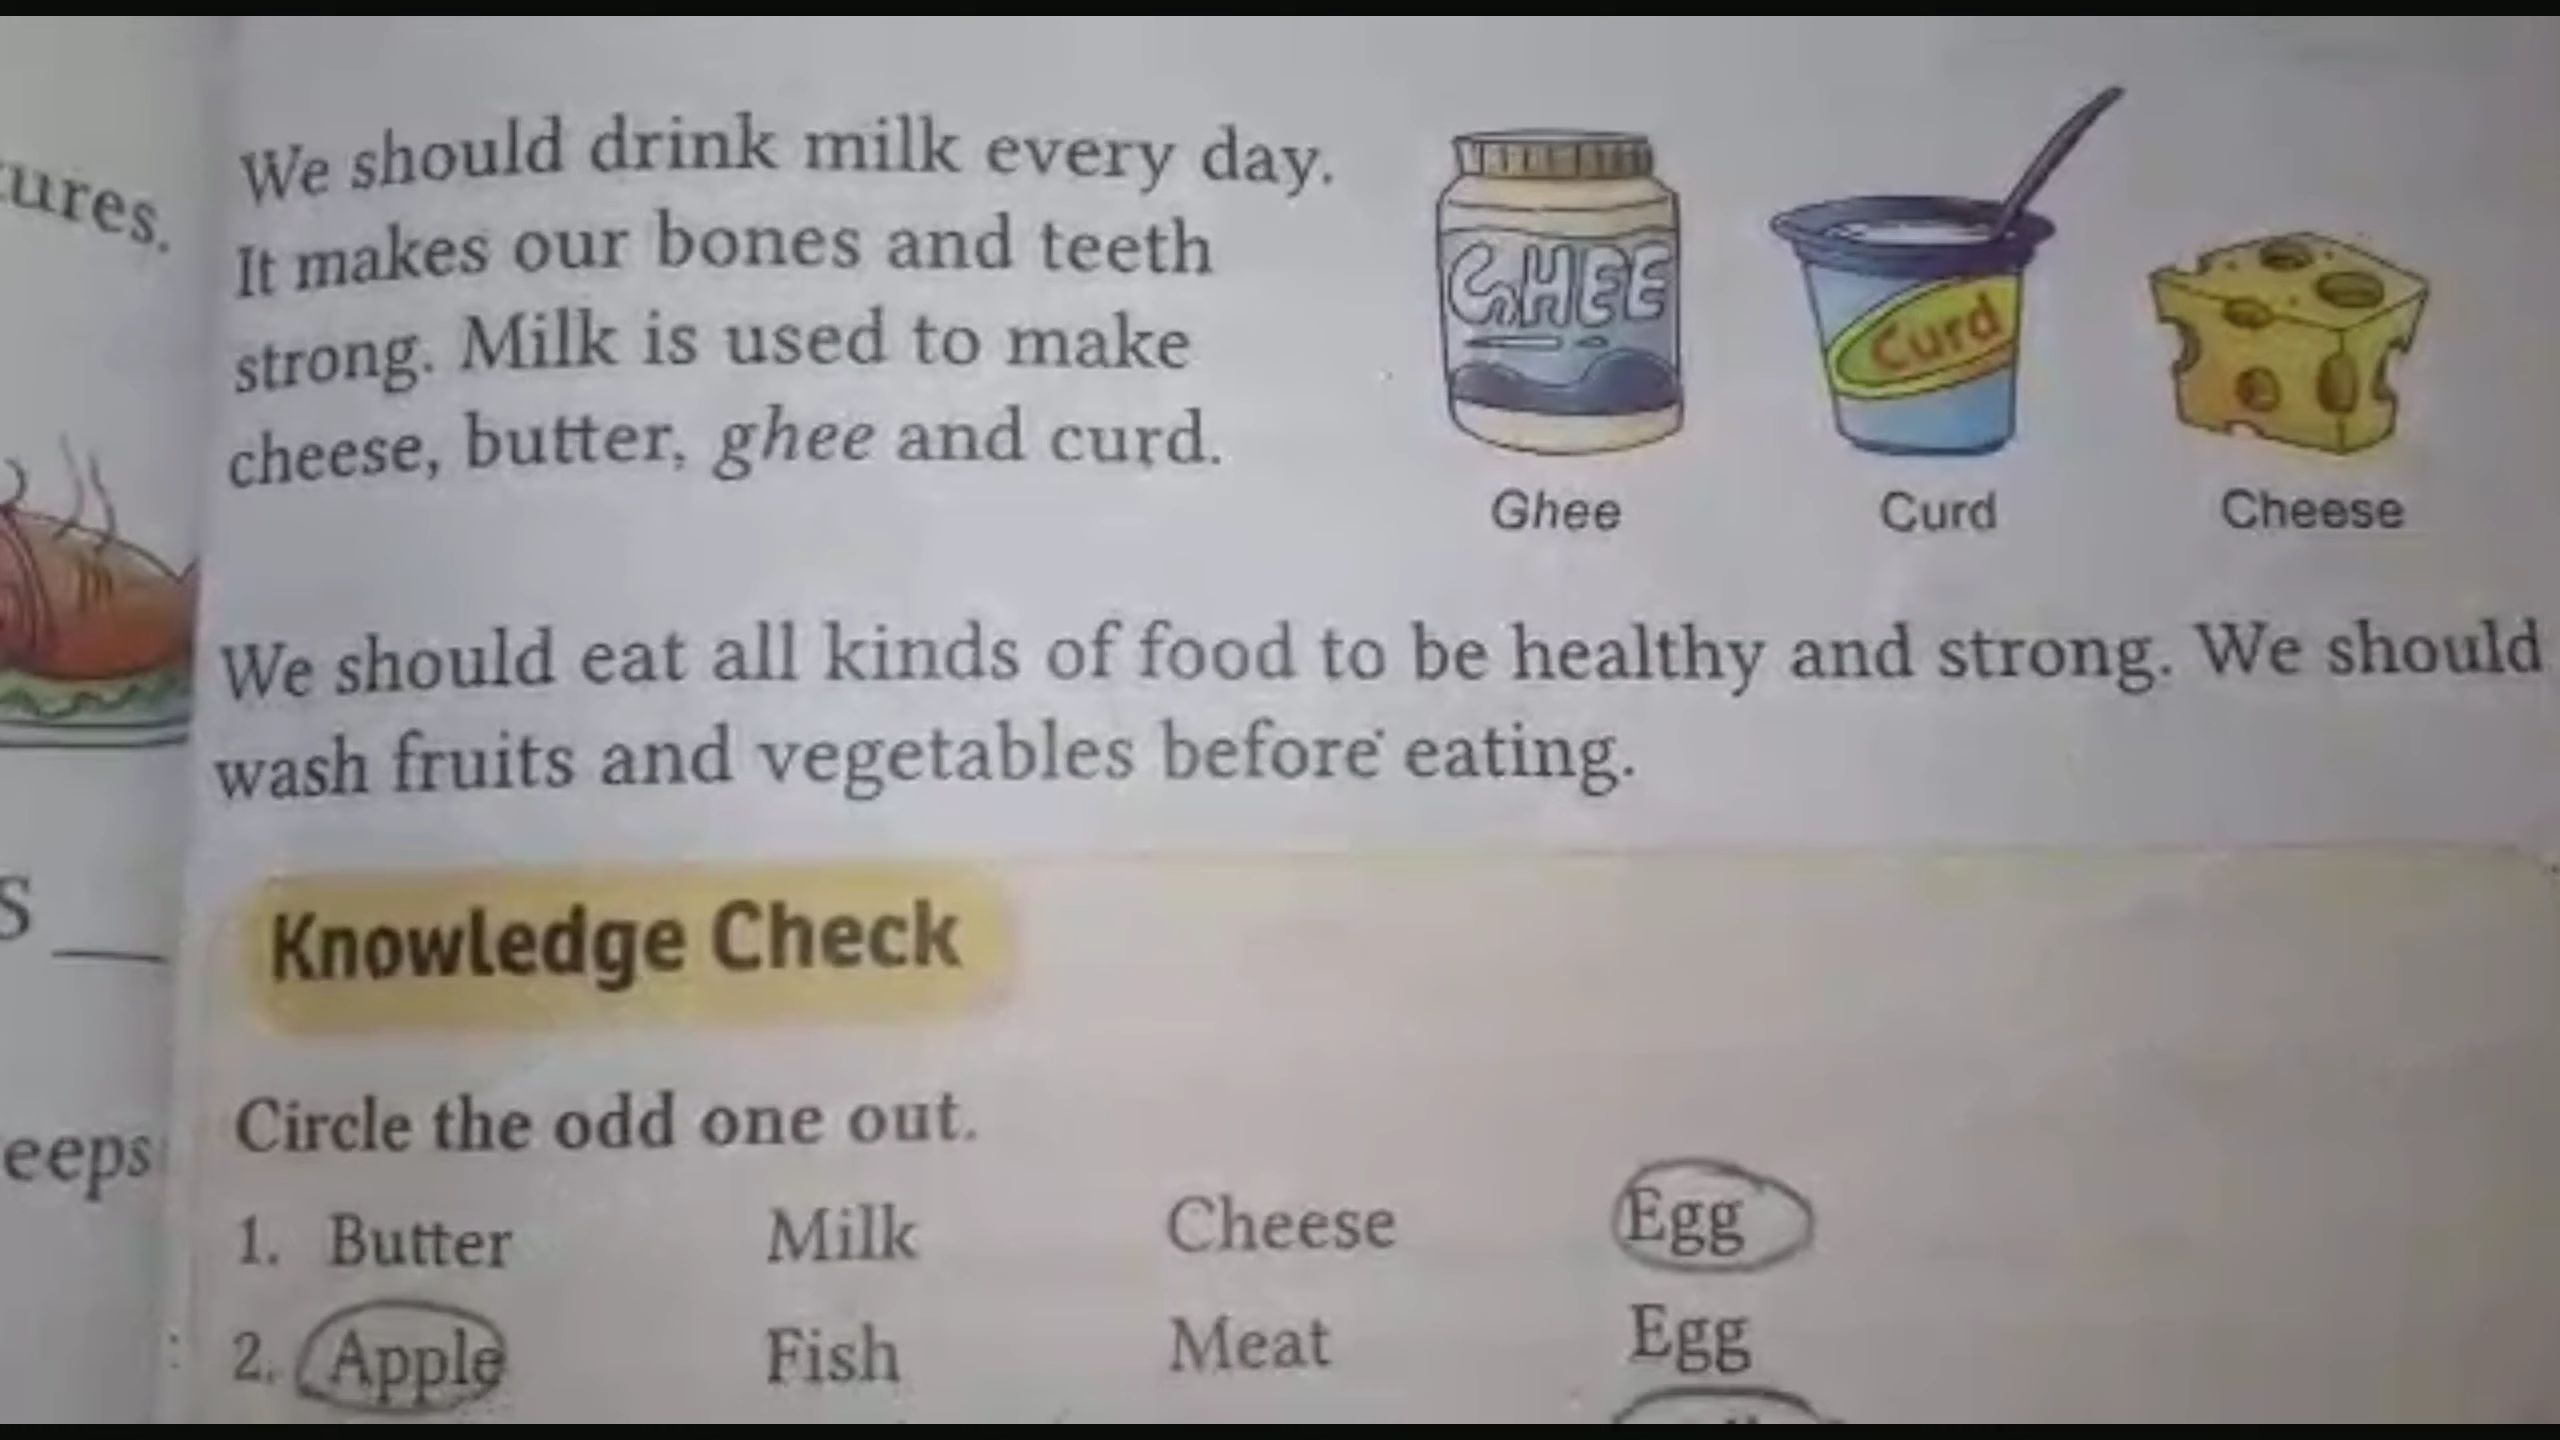 ures.
We should drink milk every day.
It makes our bones and teeth
strong. Milk is used to make
cheese, butter, ghee and curd.
GHEE
Curd
Ghee Curd Cheese
We should eat all kinds of food to be healthy and strong. We should
wash fruits and vegetables before eating.
s
eeps
Knowledge Check
Circle the odd one out.
1. Butter Milk Cheese Egg
2. Apple Fish Meat Egg